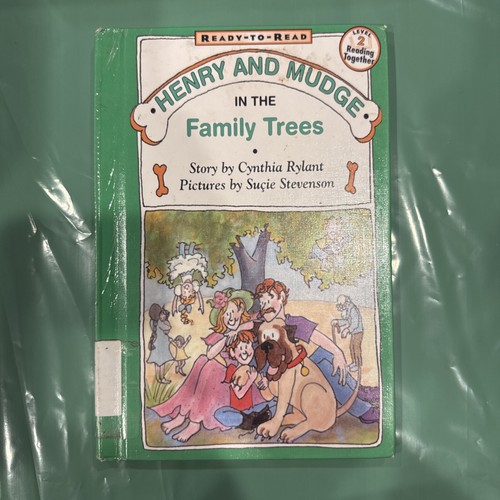 READY-TO-READ
LEVEL
2
Reading
Together
HENRY AND MUDGE
IN THE
Family Trees
•
Story by Cynthia Rylant
Pictures by Suçie Stevenson